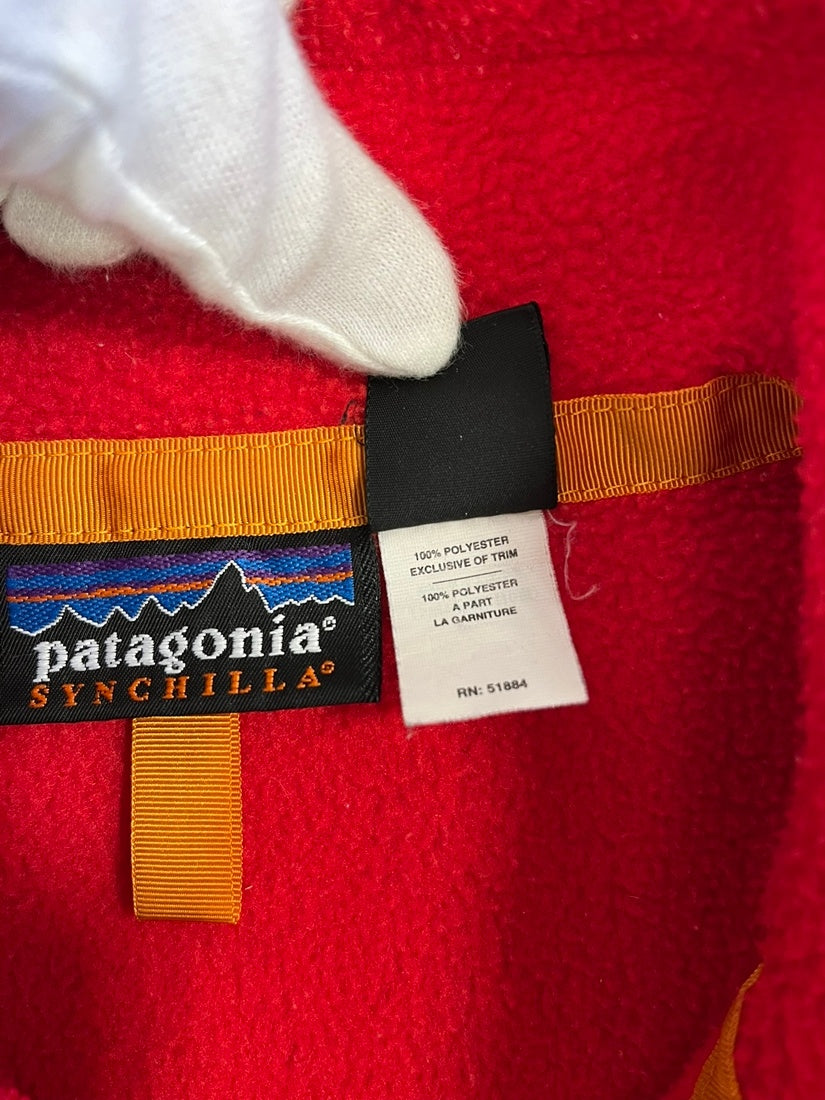 patagonia®
SYNCHILLA®
100% POLYESTER
EXCLUSIVE OF TRIM
100% POLYESTER
A PART
LA GARNITURE
RN: 51884